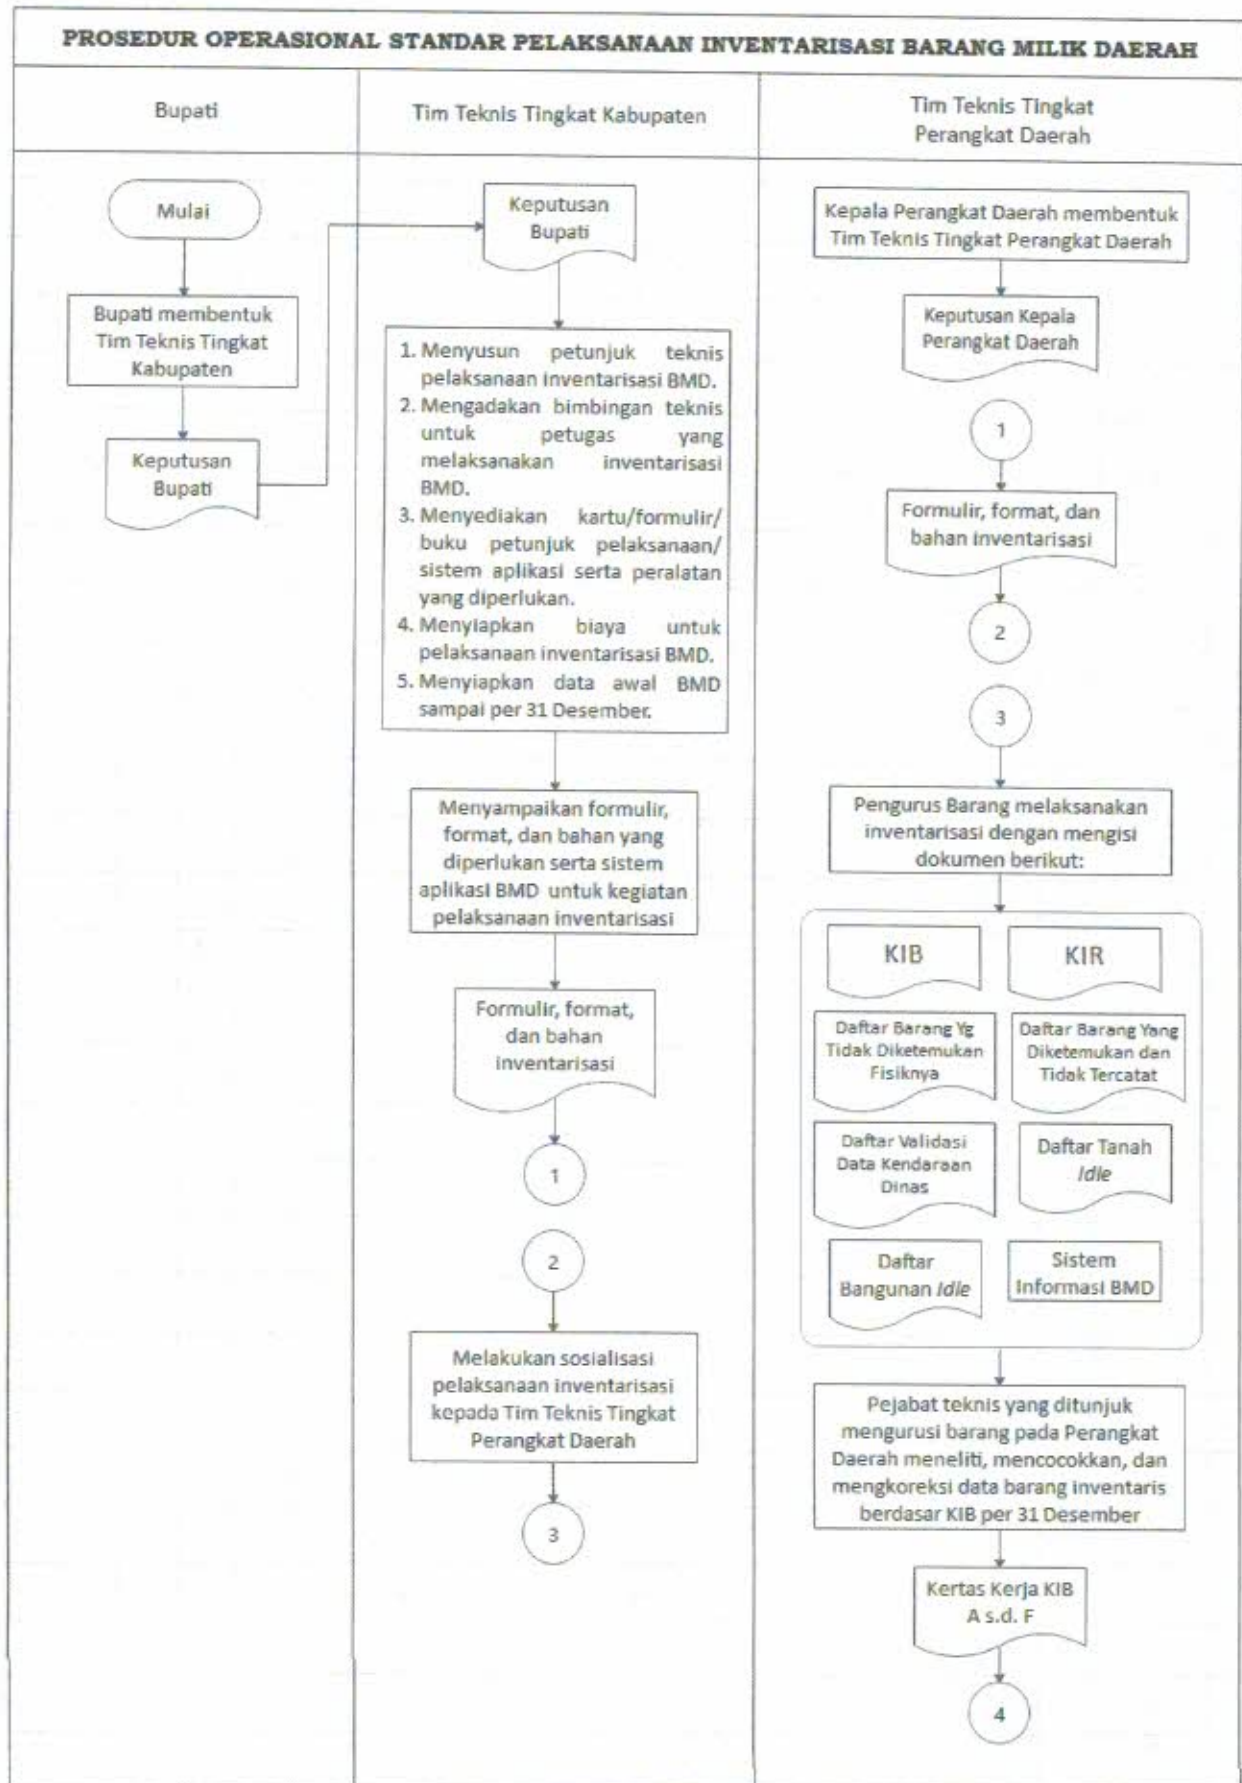 PROSEDUR OPERASIONAL STANDAR PELAKSANAAN INVENTARISASI BARANG MILIK DAERAH
Bupati
Mulai
Bupati membentuk
Tim Teknis Tingkat
Kabupaten
Keputusan
Bupati
Tim Teknis Tingkat Kabupaten
Keputusan
Bupati
1. Menyusun petunjuk teknis
pelaksanaan inventarisasi BMD.
2. Mengadakan bimbingan teknis
untuk petugas yang
melaksanakan inventarisasi
BMD.
3. Menyediakan kartu/formulir/
buku petunjuk pelaksanaan/
sistem aplikasi serta peralatan
yang diperlukan.
4. Menyiapkan biaya untuk
pelaksanaan inventarisasi BMD.
5. Menyiapkan data awal BMD
sampai per 31 Desember.
Menyampaikan formulir,
format, dan bahan yang
diperlukan serta sistem
aplikasi BMD untuk kegiatan
pelaksanaan inventarisasi
Formulir, format,
dan bahan
inventarisasi
1
2
Melakukan sosialisasi
pelaksanaan inventarisasi
kepada Tim Teknis Tingkat
Perangkat Daerah
3
Tim Teknis Tingkat
Perangkat Daerah
Kepala Perangkat Daerah membentuk
Tim Teknis Tingkat Perangkat Daerah
Keputusan Kepala
Perangkat Daerah
1
Formulir, format, dan
bahan inventarisasi
2
3
Pengurus Barang melaksanakan
inventarisasi dengan mengisi
dokumen berikut:
KIB
KIR
Daftar Barang Yg
Tidak Diketemukan
Fisiknya
Daftar Barang Yang
Diketemukan dan
Tidak Tercatat
Daftar Validasi
Data Kendaraan
Dinas
Daftar Tanah
Idle
Daftar
Bangunan Idle
Sistem
Informasi BMD
Pejabat teknis yang ditunjuk
mengurusi barang pada Perangkat
Daerah meneliti, mencocokkan, dan
mengkoreksi data barang inventaris
berdasar KIB per 31 Desember
Kertas Kerja KIB
A s.d. F
4